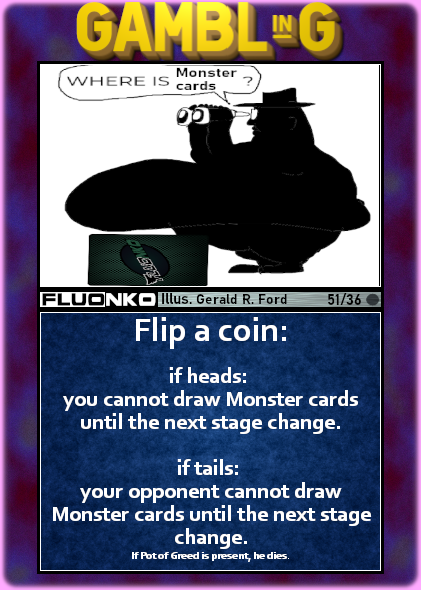 GAMBL-IN-G
WHERE IS Monster cards ?
FLUONKO Illus. Gerald R. Ford 51/36
Flip a coin:
if heads:
you cannot draw Monster cards
until the next stage change.
if tails:
your opponent cannot draw
Monster cards until the next stage
change.
If Pot of Greed is present, he dies.